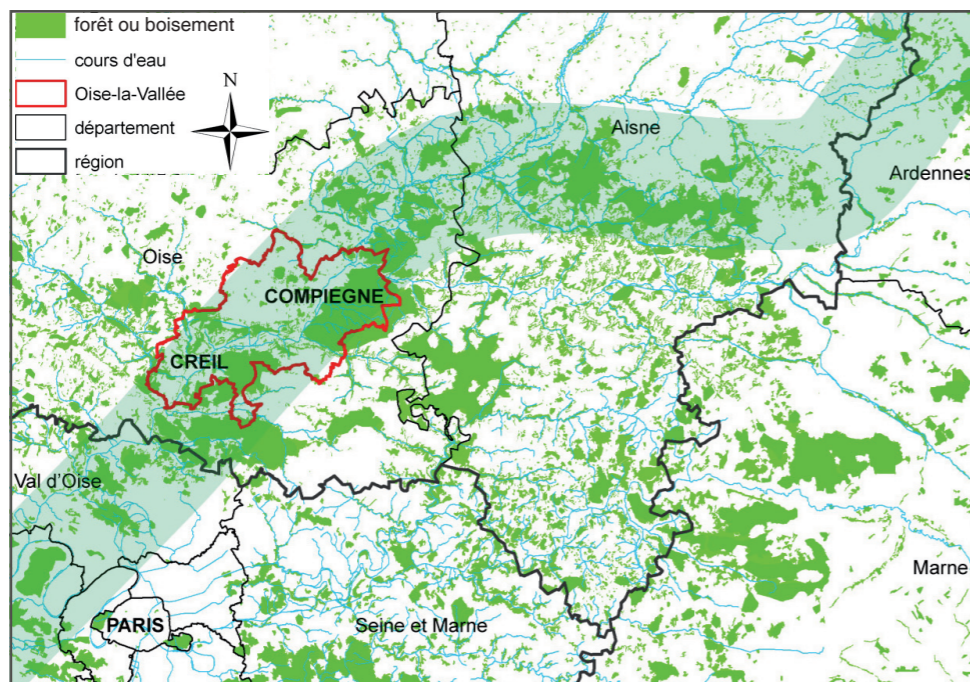 forêt ou boisement
cours d'eau
Oise-la-Vallée
département
région
N
Aisne
Ardennes
Oise
COMPIEGNE
CREIL
Val d'Oise
PARIS
Seine et Marne
Marne